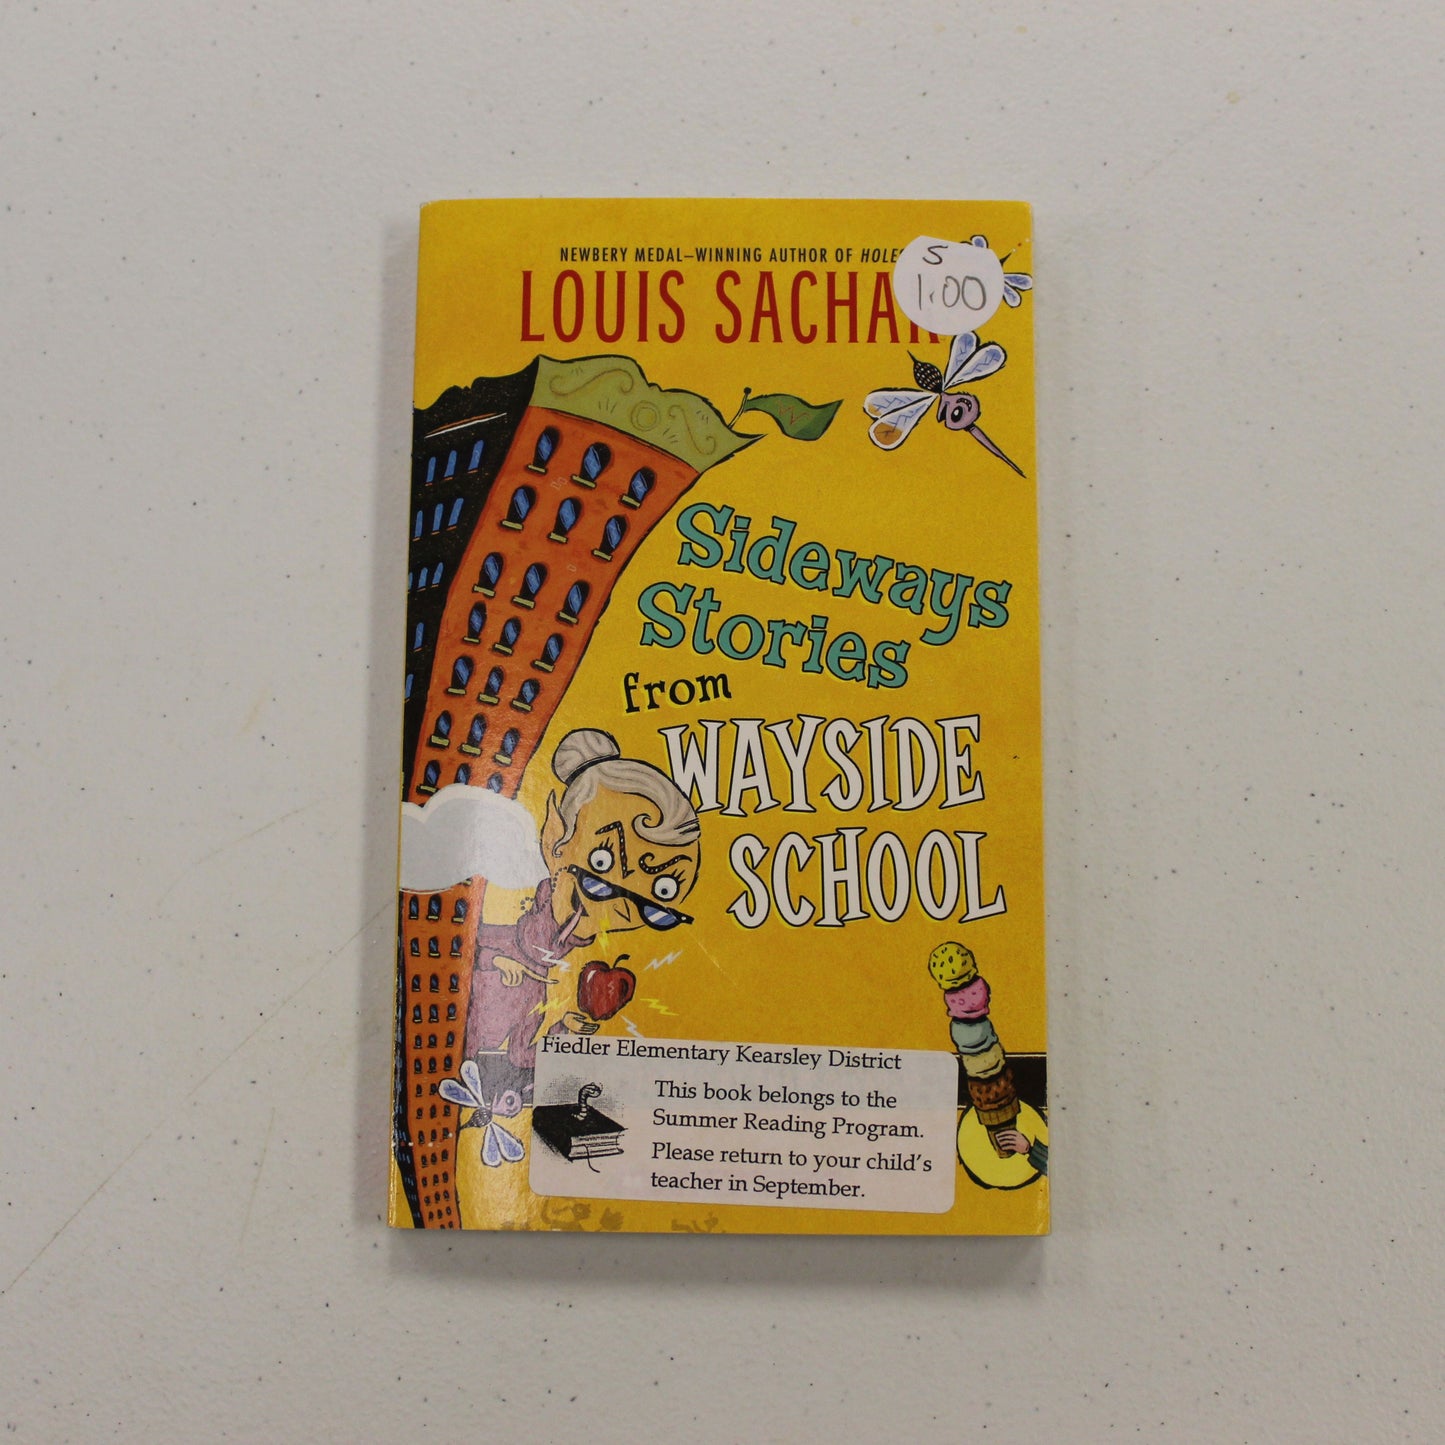 NEWBERY MEDAL–WINNING AUTHOR OF HOLES
LOUIS SACHAR
S
1.00
Sideways
Stories
from
WAYSIDE
SCHOOL
Fiedler Elementary Kearsley District
This book belongs to the
Summer Reading Program.
Please return to your child's
teacher in September.
W